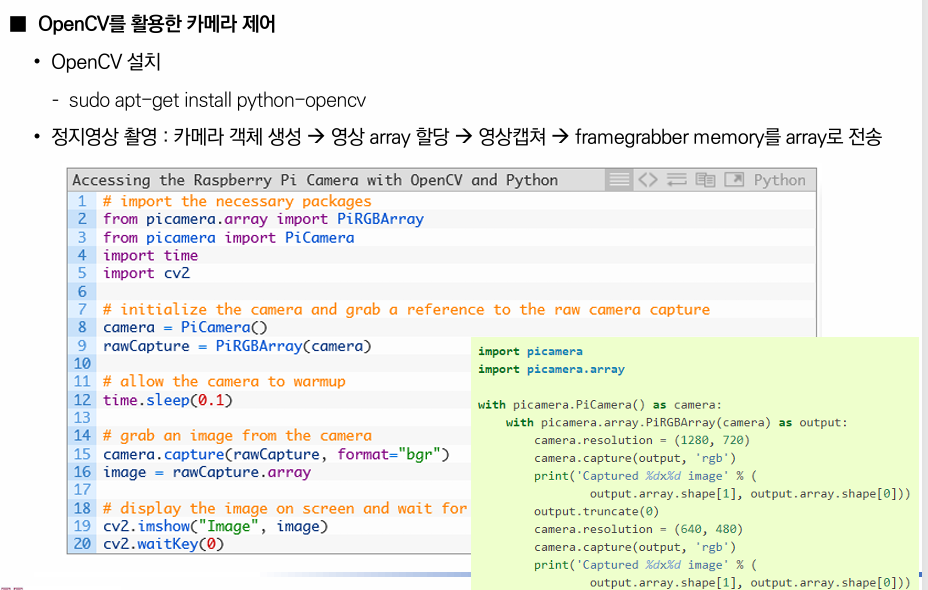 ■ OpenCV를 활용한 카메라 제어
• OpenCV 설치
- sudo apt-get install python-opencv
• 정지영상 촬영 : 카메라 객체 생성 → 영상 array 할당 → 영상캡쳐 → framegrabber memory를 array로 전송
Accessing the Raspberry Pi Camera with OpenCV and Python
Python
1 # import the necessary packages
2 from picamera.array import PiRGBArray
3 from picamera import PiCamera
4 import time
5 import cv2
6
7 # initialize the camera and grab a reference to the raw camera capture
8 camera = PiCamera()
9 rawCapture = PiRGBArray(camera)
10
11 # allow the camera to warmup
12 time.sleep(0.1)
13
14 # grab an image from the camera
15 camera.capture(rawCapture, format="bgr")
16 image = rawCapture.array
17
18 # display the image on screen and wait for
19 cv2.imshow("Image", image)
20 cv2.waitKey(0)
import picamera
import picamera.array
with picamera.PiCamera() as camera:
with picamera.array.PiRGBArray(camera) as output:
camera.resolution = (1280, 720)
camera.capture(output, 'rgb')
print('Captured %dx%d image' % (
output.array.shape[1], output.array.shape[0]))
output.truncate(0)
camera.resolution = (640, 480)
camera.capture(output, 'rgb')
print('Captured %dx%d image' % (
output.array.shape[1], output.array.shape[0]))